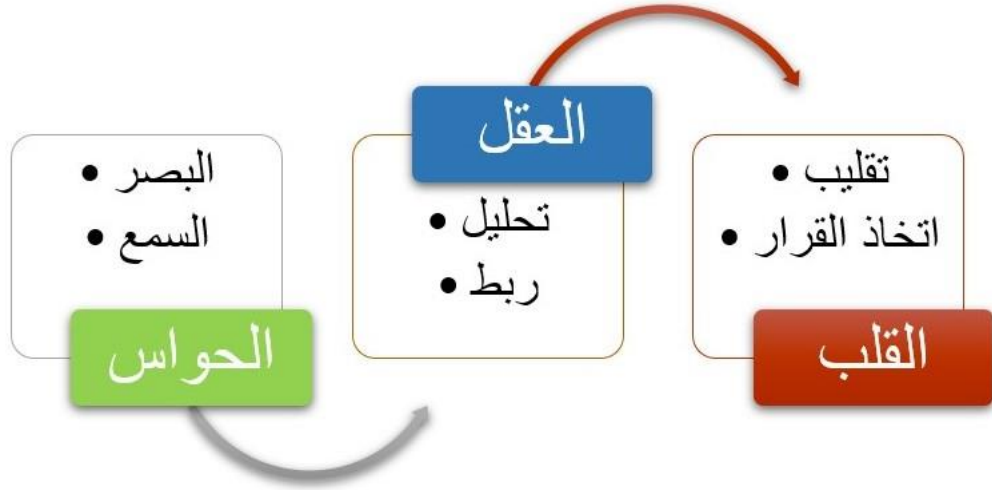 البصر
السمع
الحواس
العقل
تحليل
ربط
تقليب
اتخاذ القرار
القلب